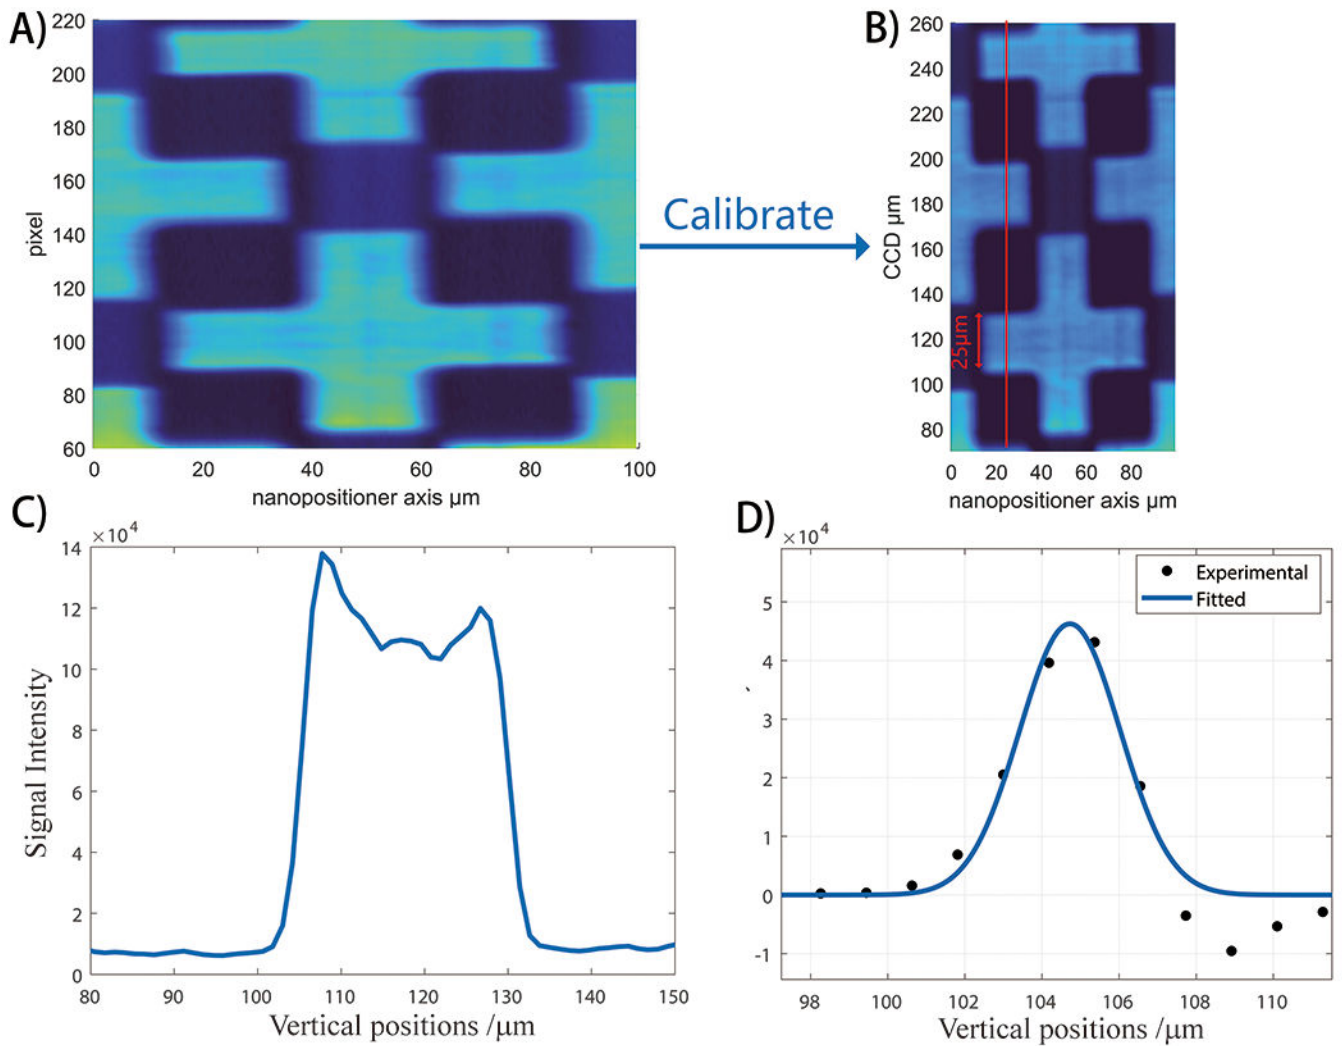 A)
220
200
180
160
140
120
100
80
60
pixel
0 20 40 60 80 100
nanopositioner axis µm
Calibrate
B)
260
240
220
200
180
160
140
120
100
80
CCD µm
25µm
0 20 40 60 80
nanopositioner axis µm
C)
×10⁴
14
12
10
8
6
4
2
0
Signal Intensity
80 90 100 110 120 130 140 150
Vertical positions /µm
D)
×10⁴
Experimental
Fitted
5
4
3
2
1
0
-1
98 100 102 104 106 108 110
Vertical positions /µm